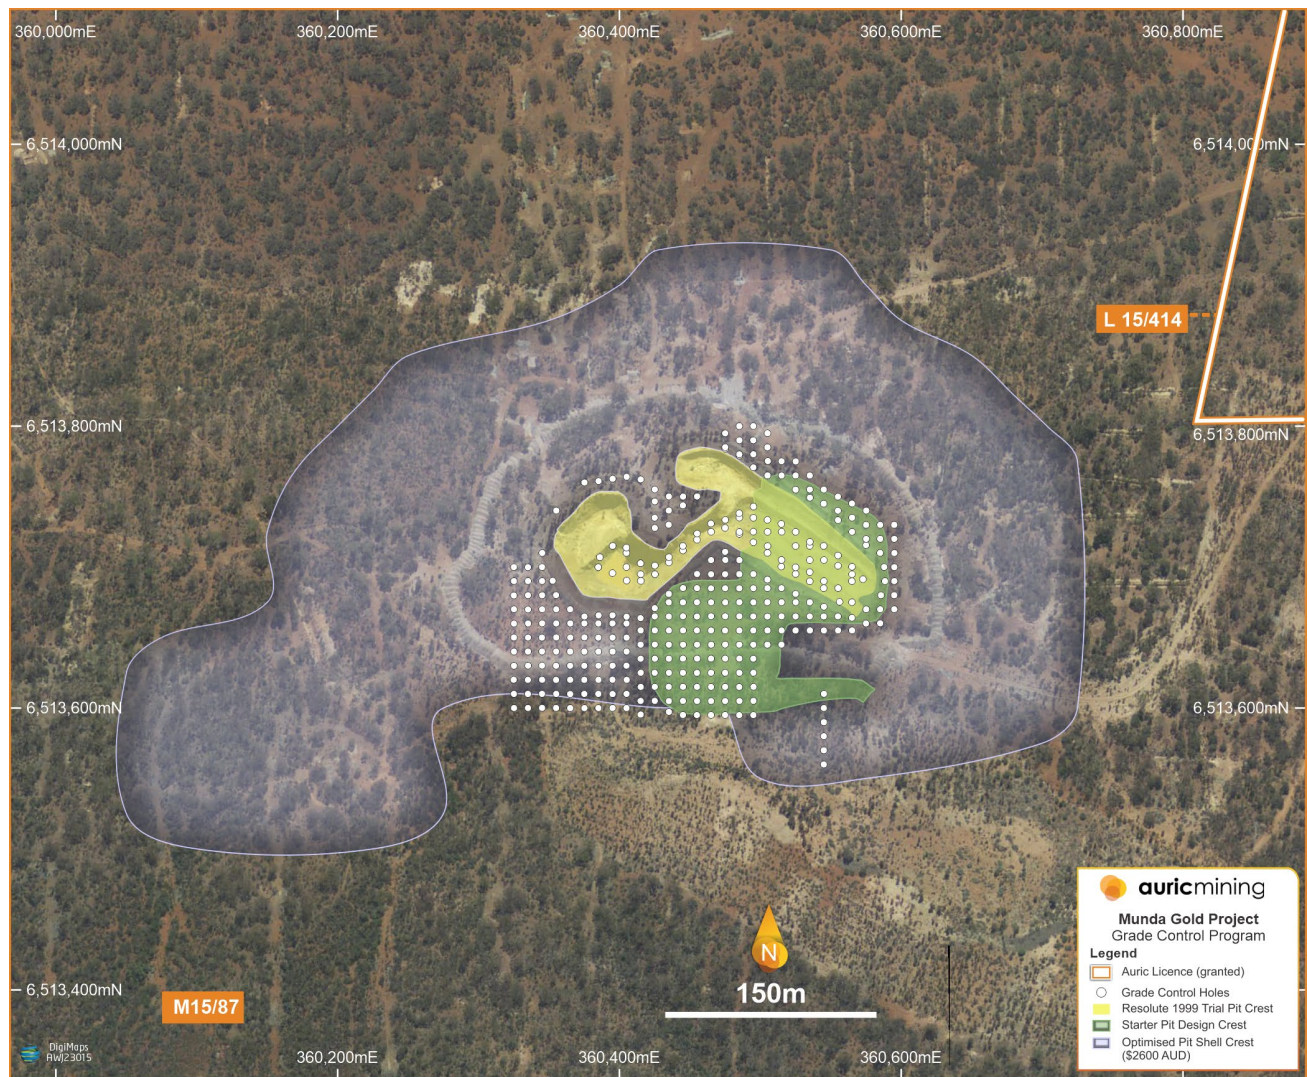 360,000mE
360,200mE
360,400mE
360,600mE
360,800mE
6,514,000mN
6,514,000mN
L 15/414
6,513,800mN
6,513,800mN
6,513,600mN
6,513,600mN
auricmining
Munda Gold Project
Grade Control Program
Legend
Auric Licence (granted)
Grade Control Holes
Resolute 1999 Trial Pit Crest
Starter Pit Design Crest
Optimised Pit Shell Crest
($2600 AUD)
N
150m
6,513,400mN
M15/87
DigiMaps
AWJ23015
360,200mE
360,400mE
360,600mE